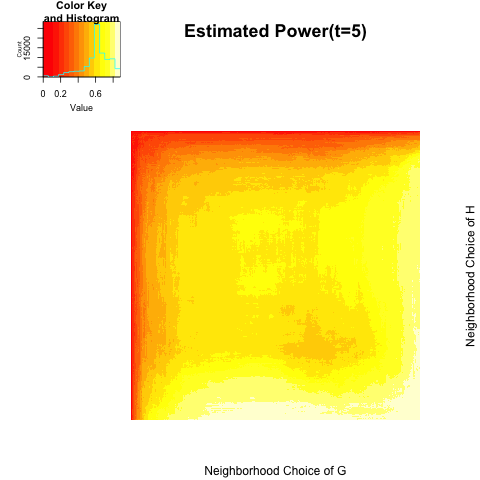 Color Key
and Histogram
Estimated Power(t=5)
Count
0 15000
0 0.2 0.6
Value
Neighborhood Choice of H
Neighborhood Choice of G